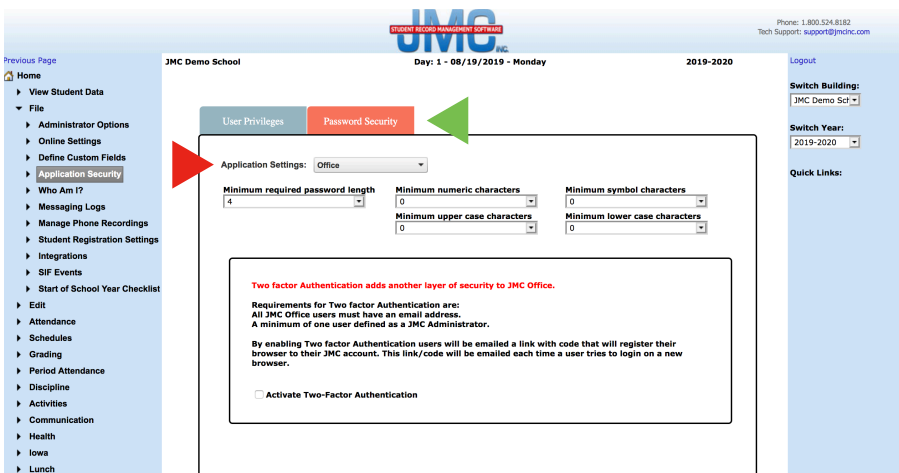 STUDENT RECORD MANAGEMENT SOFTWARE
JMC
INC.
Phone: 1.800.524.8182
Tech Support: support@jmcinc.com
Previous Page
JMC Demo School
Day: 1 - 08/19/2019 - Monday
2019-2020
Logout
Home
View Student Data
File
Administrator Options
Online Settings
Define Custom Fields
Application Security
Who Am I?
Messaging Logs
Manage Phone Recordings
Student Registration Settings
Integrations
SIF Events
Start of School Year Checklist
Edit
Attendance
Schedules
Grading
Period Attendance
Discipline
Activities
Communication
Health
Iowa
Lunch
User Privileges
Password Security
Application Settings: Office
Minimum required password length
4
Minimum numeric characters
0
Minimum symbol characters
0
Minimum upper case characters
0
Minimum lower case characters
0
Two factor Authentication adds another layer of security to JMC Office.
Requirements for Two factor Authentication are:
All JMC Office users must have an email address.
A minimum of one user defined as a JMC Administrator.
By enabling Two factor Authentication users will be emailed a link with code that will register their
browser to their JMC account. This link/code will be emailed each time a user tries to login on a new
browser.
Activate Two-Factor Authentication
Switch Building:
JMC Demo Sch
Switch Year:
2019-2020
Quick Links: